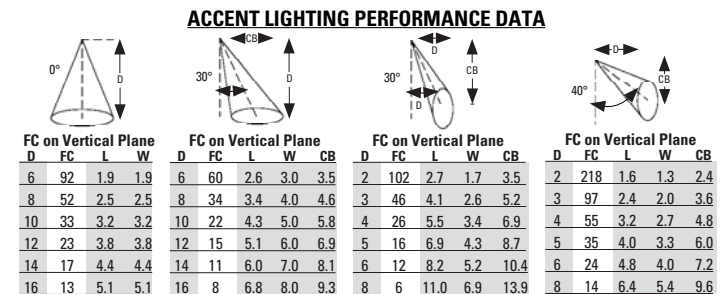 ACCENT LIGHTING PERFORMANCE DATA
0° D
CB 30° D
D 30° CB D
D 40° CB
FC on Vertical Plane FC on Vertical Plane FC on Vertical Plane FC on Vertical Plane
D FC L W D FC L W CB D FC L W CB D FC L W CB
6 92 1.9 1.9 6 60 2.6 3.0 3.5 2 102 2.7 1.7 3.5 2 218 1.6 1.3 2.4
8 52 2.5 2.5 8 34 3.4 4.0 4.6 3 46 4.1 2.6 5.2 3 97 2.4 2.0 3.6
10 33 3.2 3.2 10 22 4.3 5.0 5.8 4 26 5.5 3.4 6.9 4 55 3.2 2.7 4.8
12 23 3.8 3.8 12 15 5.1 6.0 6.9 5 16 6.9 4.3 8.7 5 35 4.0 3.3 6.0
14 17 4.4 4.4 14 11 6.0 7.0 8.1 6 12 8.2 5.2 10.4 6 24 4.8 4.0 7.2
16 13 5.1 5.1 16 8 6.8 8.0 9.3 8 6 11.0 6.9 13.9 8 14 6.4 5.4 9.6